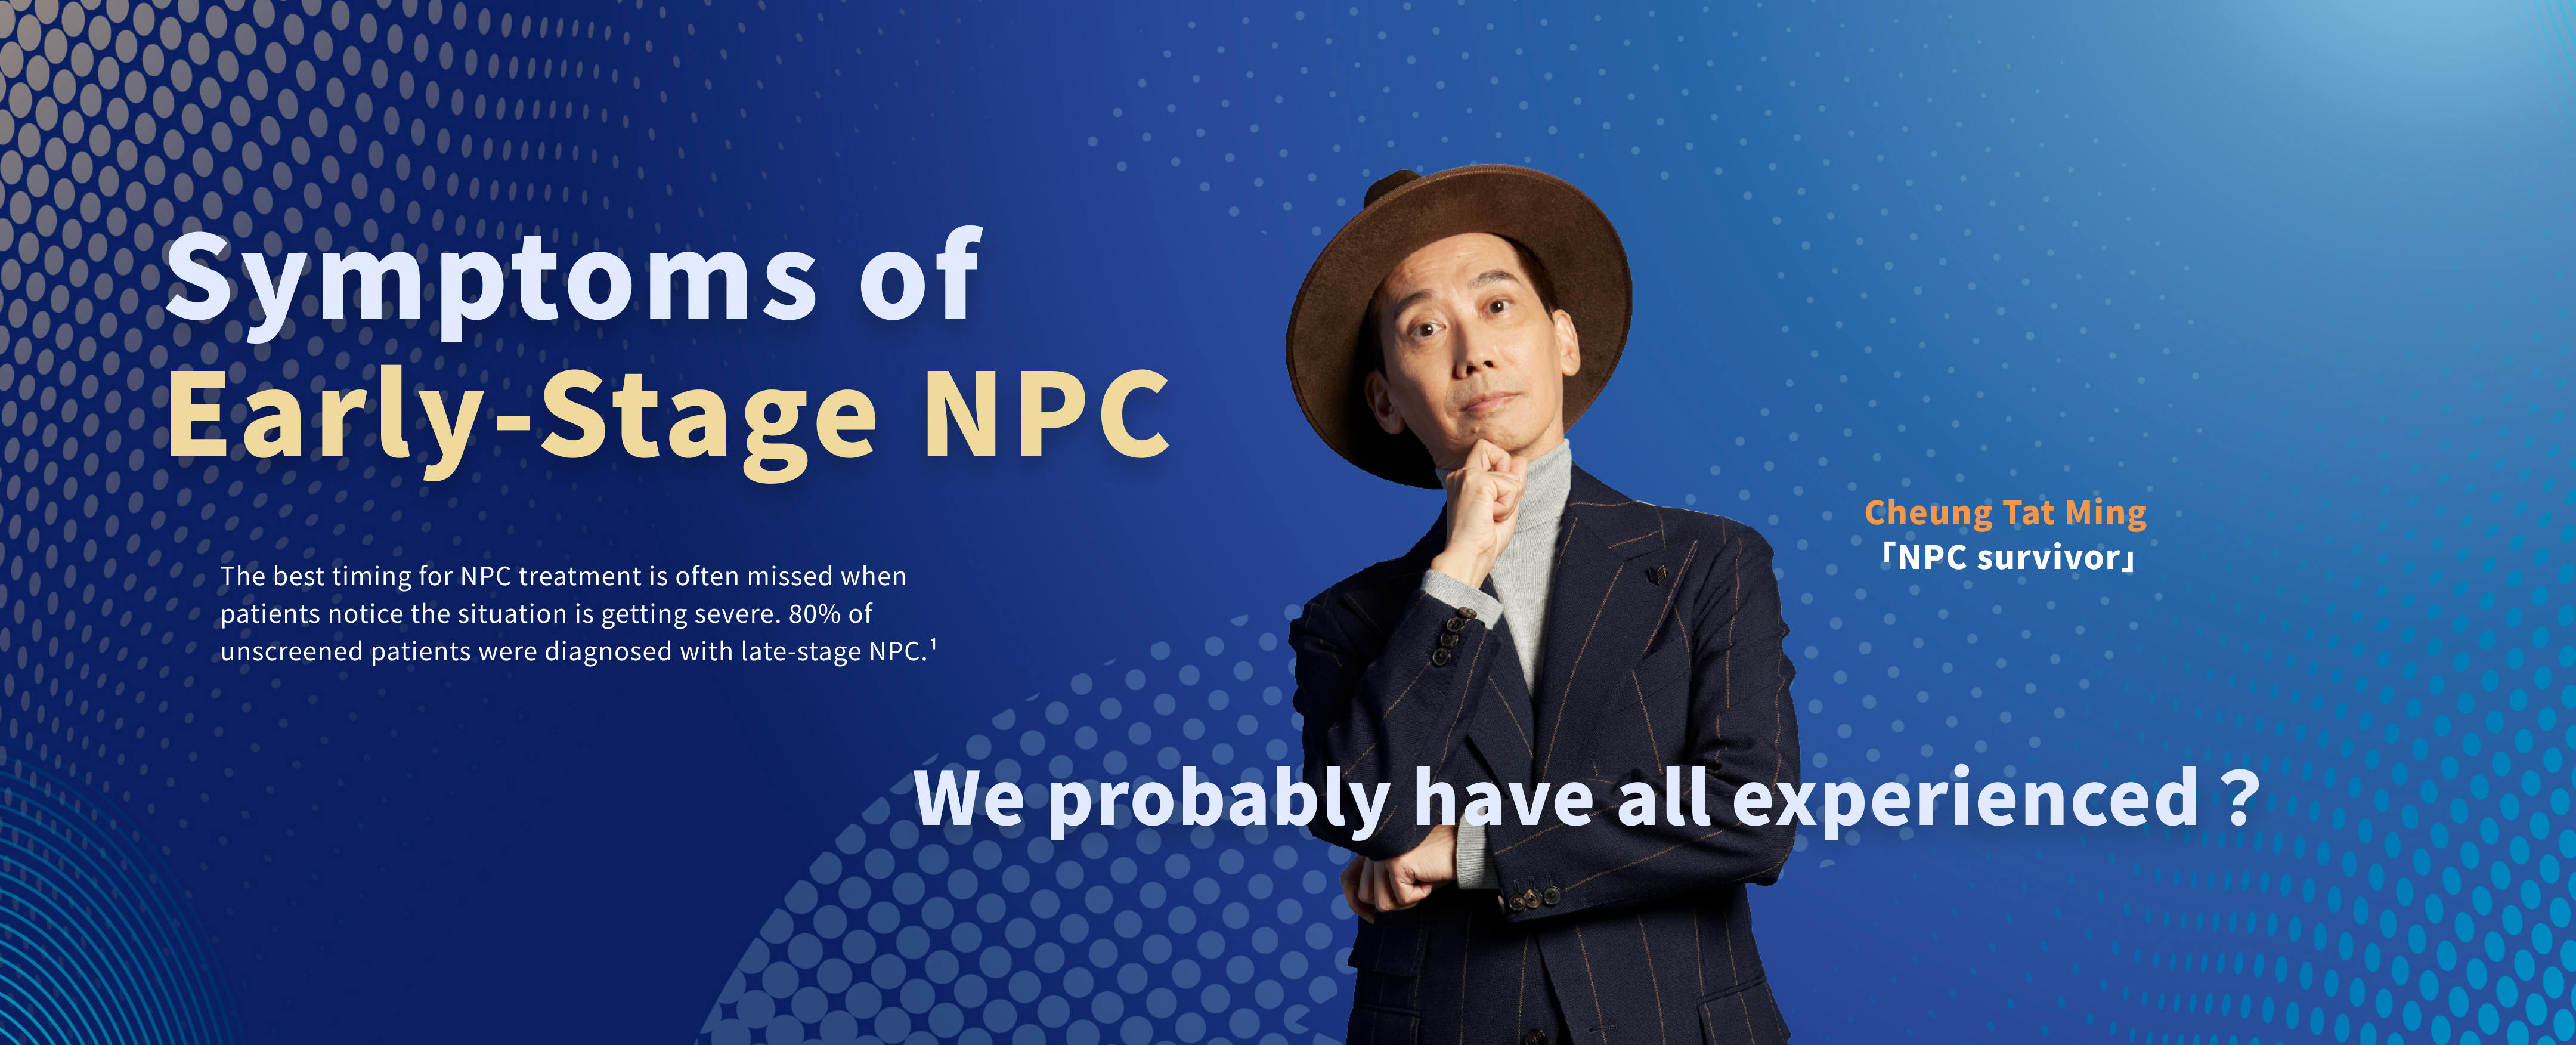 Symptoms of
Early-Stage NPC
The best timing for NPC treatment is often missed when
patients notice the situation is getting severe. 80% of
unscreened patients were diagnosed with late-stage NPC.¹
Cheung Tat Ming
「NPC survivor」
We probably have all experienced？